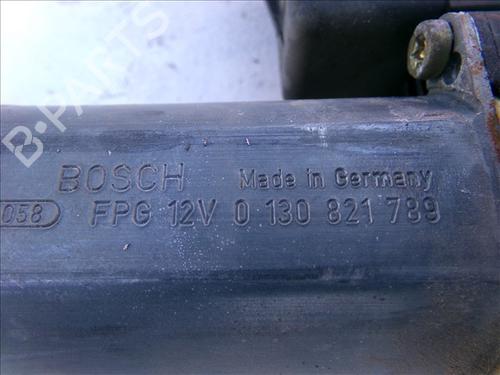 B-PARTS
BOSCH Made in Germany
058 FPG 12V 0 130 821 789